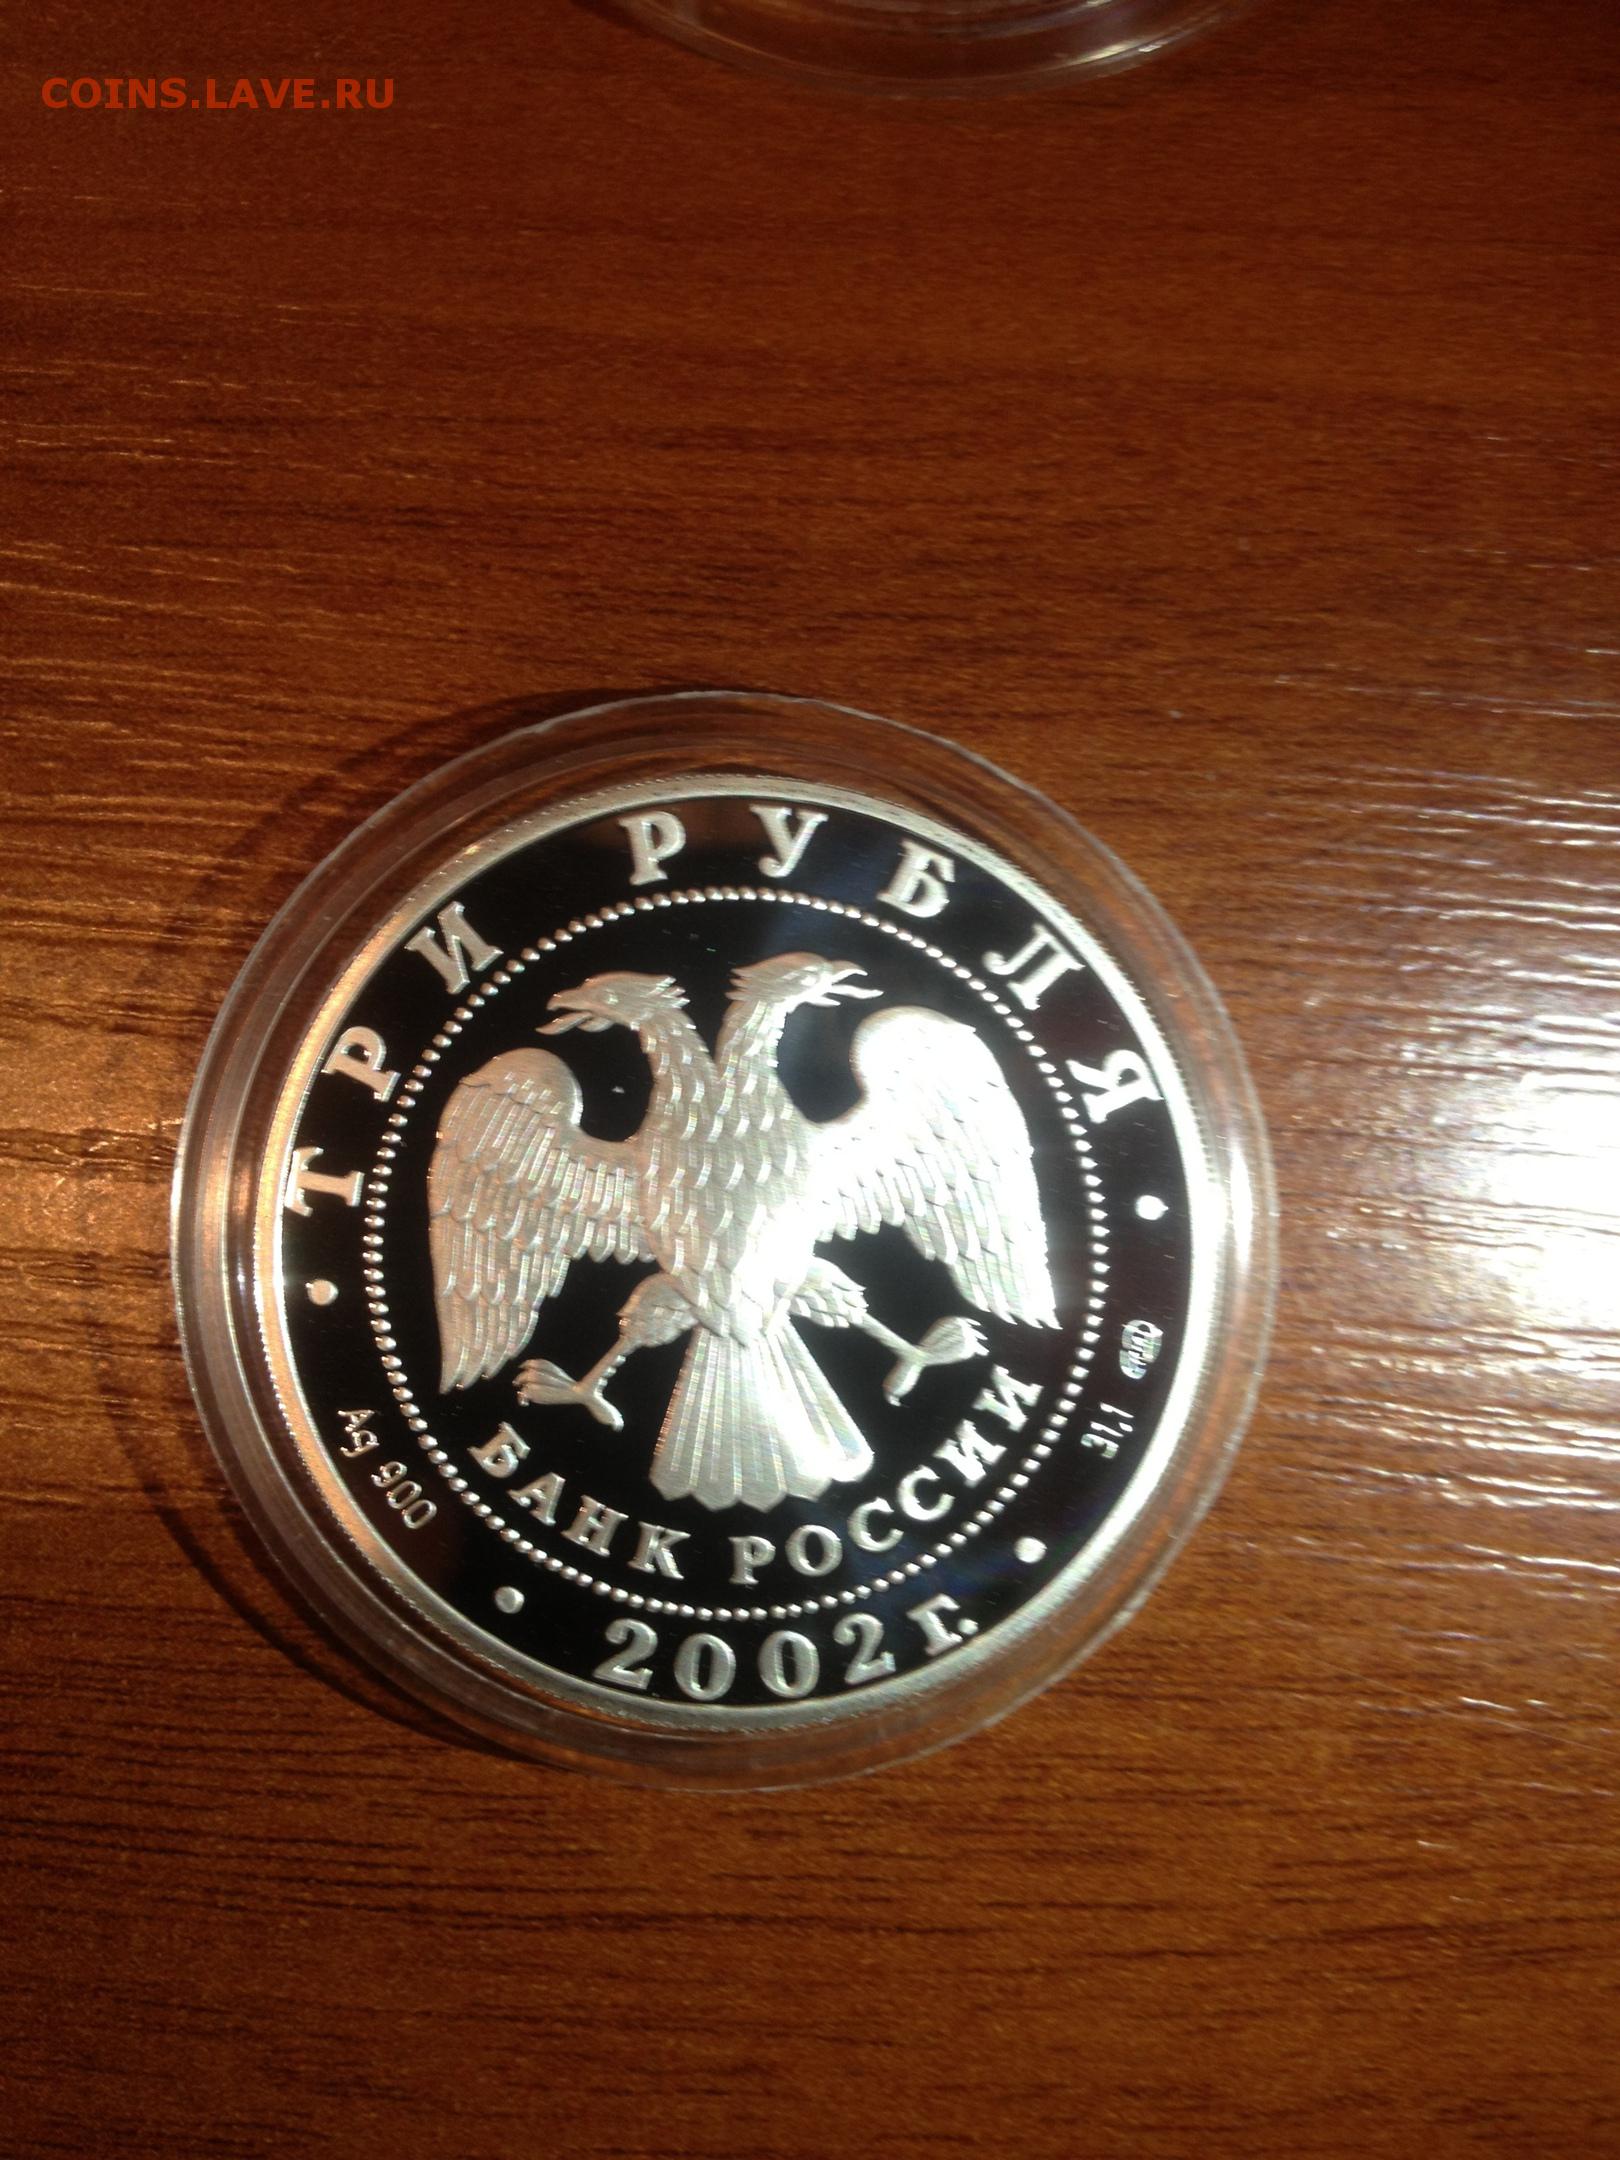 COINS.LAVE.RU
ТРИ РУБЛЯ
БАНК РОССИИ
2002 г.
Ag 900
31,1